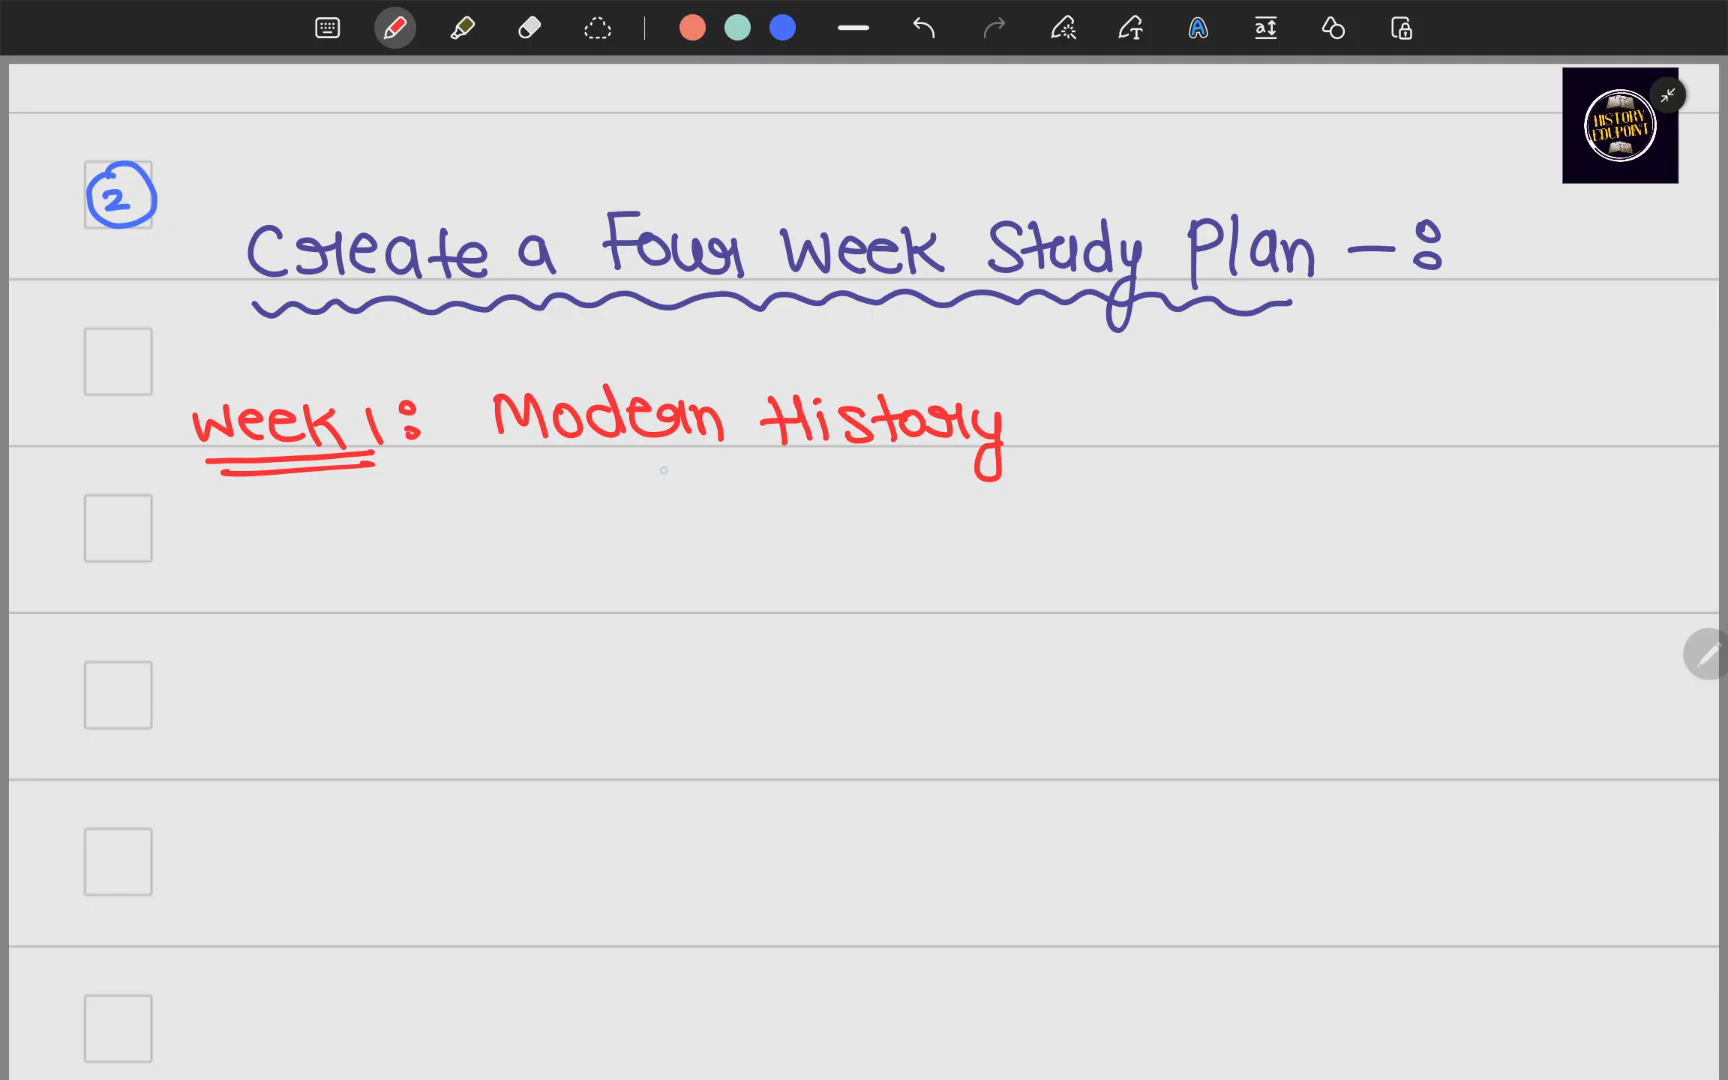 HISTORY
EDUPOINT
2
Create a Four Week Study Plan -:
Week 1: Modern History